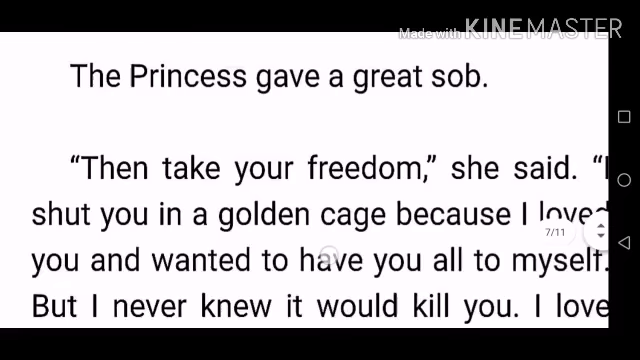 Made with KINEMASTER
The Princess gave a great sob.
“Then take your freedom,” she said. “I
shut you in a golden cage because I loved
7/11
you and wanted to have you all to myself.
But I never knew it would kill you. I love